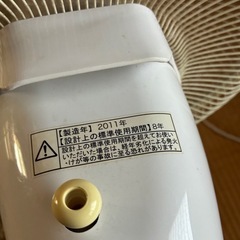 【製造年】2011年
【設計上の標準使用期間】8年
設計上の標準使用期間を超えてお使い
いただいた場合は、経年劣化による発火
・けが等の事故に至る恐れがあります。